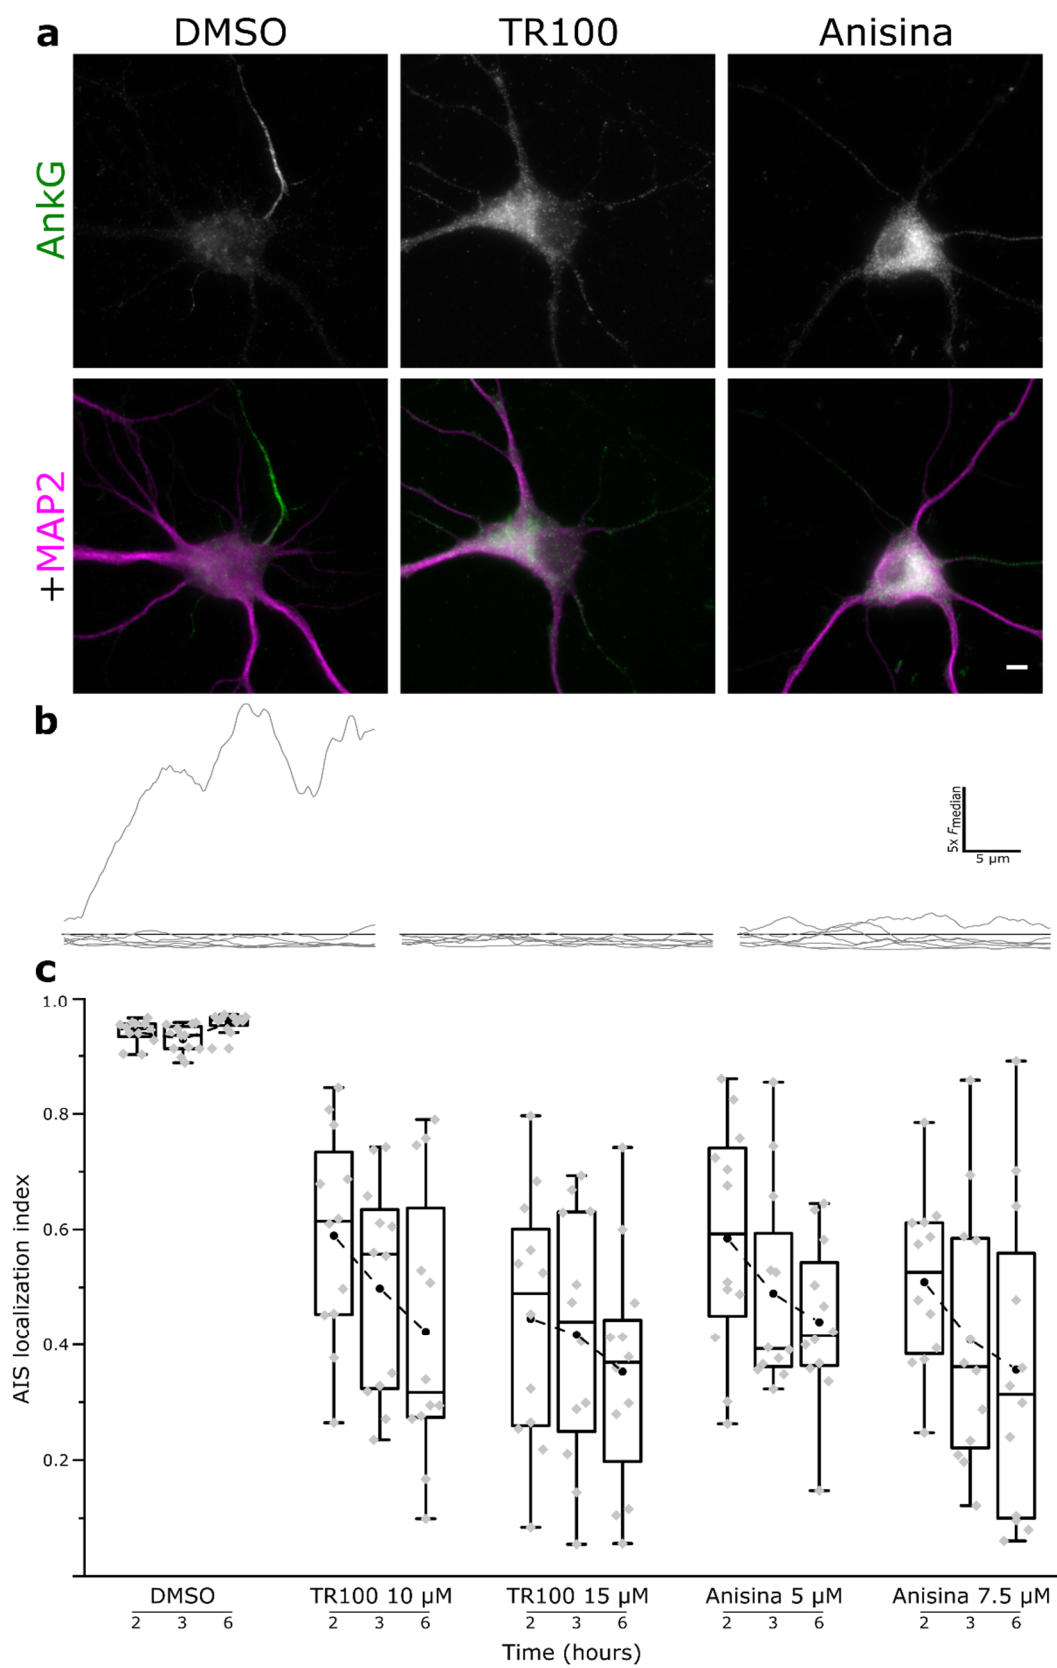 a
DMSO TR100 Anisina
AnkG
+MAP2
b
5x Fmedian
5 µm
c
AIS localization index
1.0
0.8
0.6
0.4
0.2
DMSO TR100 10 µM TR100 15 µM Anisina 5 µM Anisina 7.5 µM
2 3 6 2 3 6 2 3 6 2 3 6 2 3 6
Time (hours)